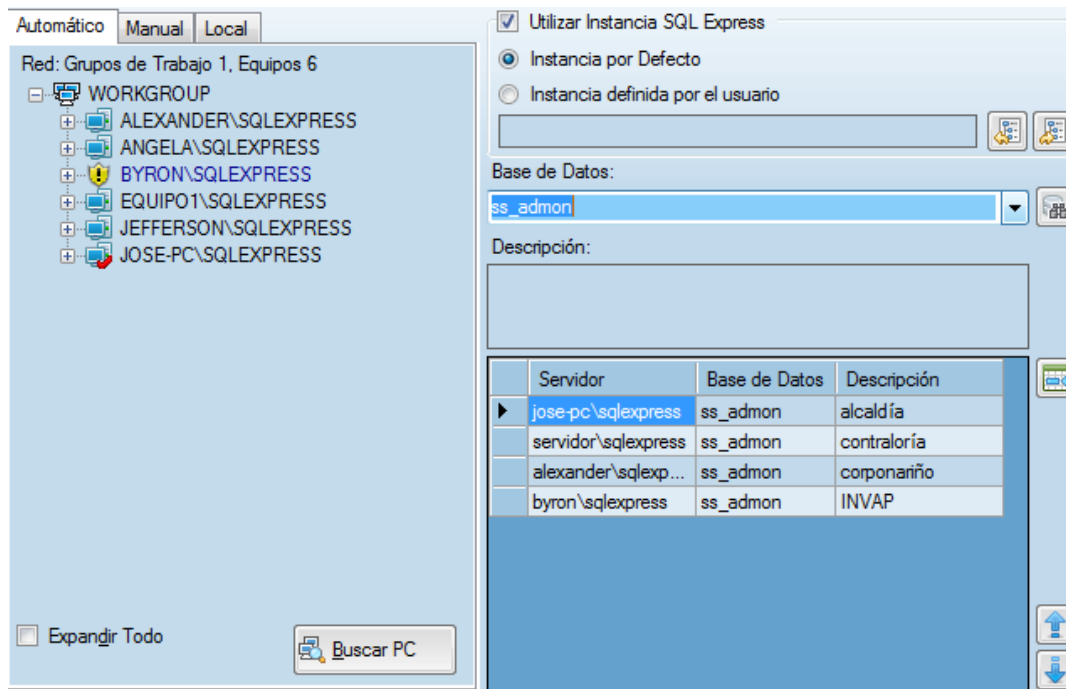 Automático Manual Local
Red: Grupos de Trabajo 1, Equipos 6
WORKGROUP
ALEXANDER\SQLEXPRESS
ANGELA\SQLEXPRESS
BYRON\SQLEXPRESS
EQUIPO1\SQLEXPRESS
JEFFERSON\SQLEXPRESS
JOSE-PC\SQLEXPRESS
Expandir Todo
Buscar PC
Utilizar Instancia SQL Express
Instancia por Defecto
Instancia definida por el usuario
Base de Datos:
ss_admon
Descripción:
Servidor Base de Datos Descripción
jose-pc\sqlexpress ss_admon alcaldía
servidor\sqlexpress ss_admon contraloría
alexander\sqlexp... ss_admon corponariño
byron\sqlexpress ss_admon INVAP